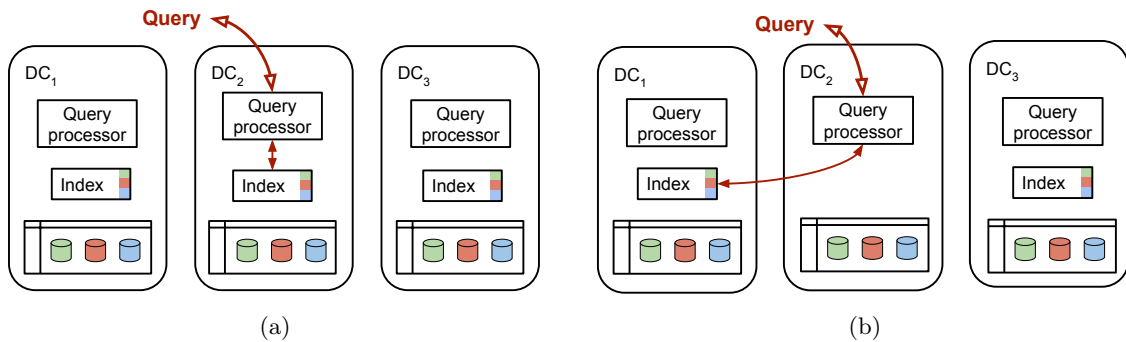 Query
DC1
Query
processor
Index
DC2
Query
processor
Index
DC3
Query
processor
Index
(a)
Query
DC1
Query
processor
Index
DC2
Query
processor
DC3
Query
processor
Index
(b)